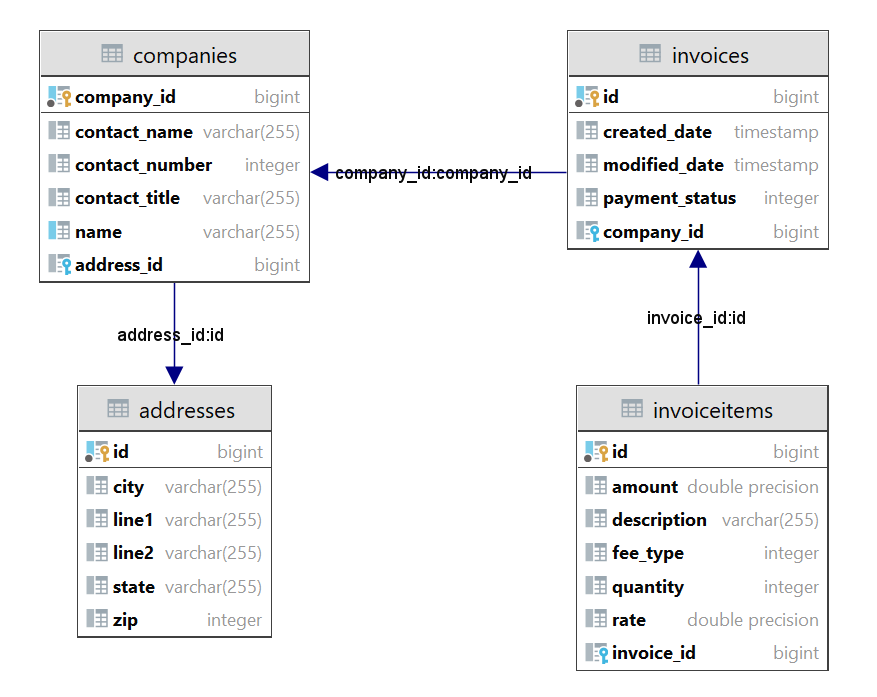 companies
company_id bigint
contact_name varchar(255)
contact_number integer
contact_title varchar(255)
name varchar(255)
address_id bigint
company_id:company_id
invoices
id bigint
created_date timestamp
modified_date timestamp
payment_status integer
company_id bigint
address_id:id
invoice_id:id
addresses
id bigint
city varchar(255)
line1 varchar(255)
line2 varchar(255)
state varchar(255)
zip integer
invoiceitems
id bigint
amount double precision
description varchar(255)
fee_type integer
quantity integer
rate double precision
invoice_id bigint